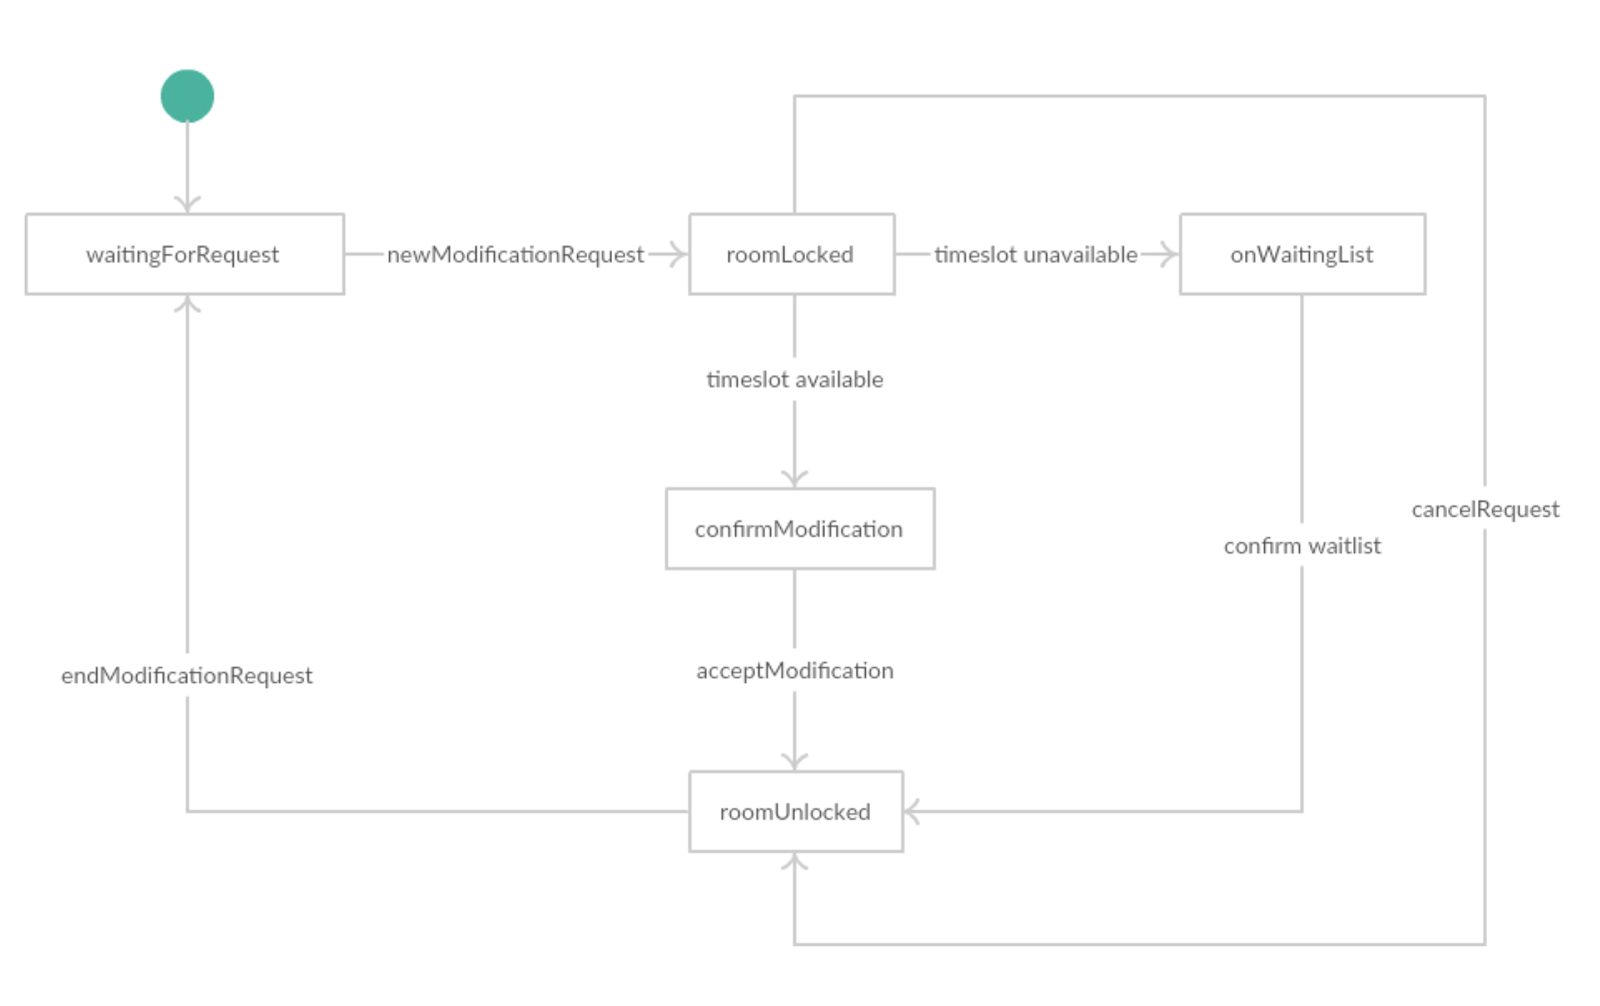 waitingForRequest
newModificationRequest
roomLocked
timeslot unavailable
onWaitingList
timeslot available
cancelRequest
confirmModification
confirm waitlist
acceptModification
endModificationRequest
roomUnlocked